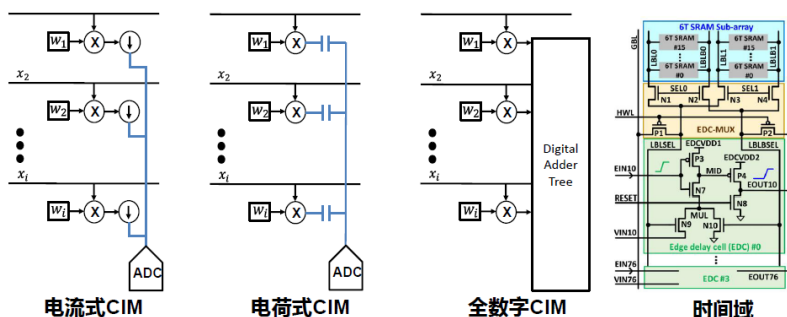 w1
X
x2
w2
X
xi
wi
X
ADC
电流式CIM
w1
X
x2
w2
X
xi
wi
X
ADC
电荷式CIM
w1
X
x2
w2
X
xi
wi
X
Digital
Adder
Tree
全数字CIM
6T SRAM Sub-array
GBL
LBL0
6T SRAM
#15
6T SRAM
#0
LBLB0
LBL1
6T SRAM
#15
6T SRAM
#0
LBLB1
SEL0
SEL1
N1
N2
N3
N4
HWL
EDC-MUX
P1
P2
LBLSEL
LBLBSEL
EDCVDD1
EDCVDD2
EIN10
P3
MID
P4
EOUT10
N7
RESET
N8
MUL
N9
N10
VIN10
Edge delay cell (EDC) #0
EIN76
EOUT76
VIN76
EDC #3
时间域